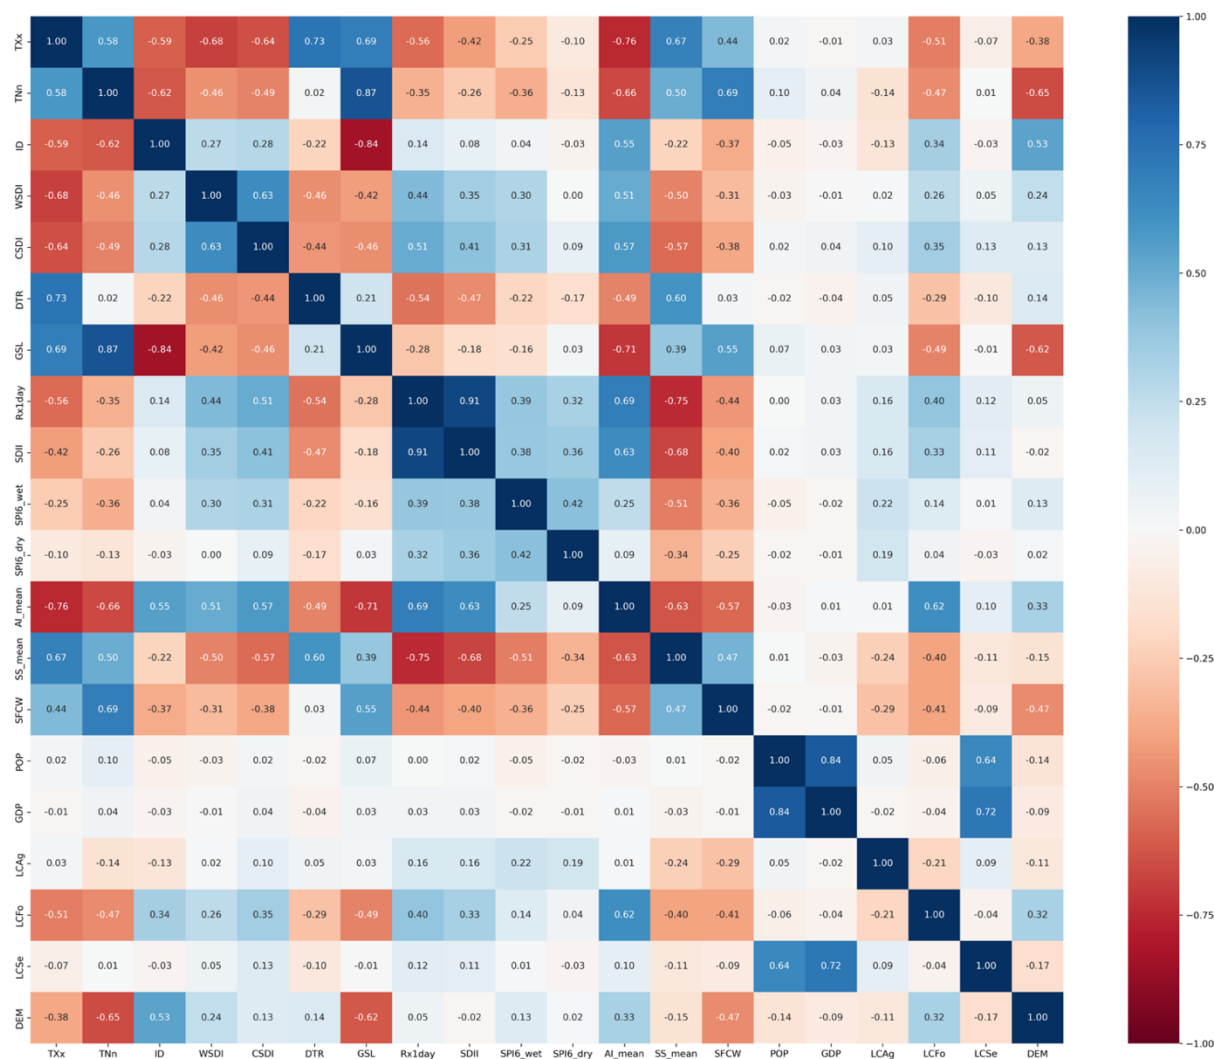 TXx 1.00 0.58 -0.59 -0.68 -0.64 0.73 0.69 -0.56 -0.42 -0.25 -0.10 -0.76 0.67 0.44 0.02 -0.01 0.03 -0.51 -0.07 -0.38
TNn 0.58 1.00 -0.62 -0.46 -0.49 0.02 0.87 -0.35 -0.26 -0.36 -0.13 -0.66 0.50 0.69 0.10 0.04 -0.14 -0.47 0.01 -0.65
ID -0.59 -0.62 1.00 0.27 0.28 -0.22 -0.84 0.14 0.08 0.04 -0.03 0.55 -0.22 -0.37 -0.05 -0.03 -0.13 0.34 -0.03 0.53
WSDI -0.68 -0.46 0.27 1.00 0.63 -0.46 -0.42 0.44 0.35 0.30 0.00 0.51 -0.50 -0.31 -0.03 -0.01 0.02 0.26 0.05 0.24
CSDI -0.64 -0.49 0.28 0.63 1.00 -0.44 -0.46 0.51 0.41 0.31 0.09 0.57 -0.57 -0.38 0.02 0.04 0.10 0.35 0.13 0.13
DTR 0.73 0.02 -0.22 -0.46 -0.44 1.00 0.21 -0.54 -0.47 -0.22 -0.17 -0.49 0.60 0.03 -0.02 -0.04 0.05 -0.29 -0.10 0.14
GSL 0.69 0.87 -0.84 -0.42 -0.46 0.21 1.00 -0.28 -0.18 -0.16 0.03 -0.71 0.39 0.55 0.07 0.03 0.03 -0.49 -0.01 -0.62
Rx1day -0.56 -0.35 0.14 0.44 0.51 -0.54 -0.28 1.00 0.91 0.39 0.32 0.69 -0.75 -0.44 0.00 0.03 0.16 0.40 0.12 0.05
SDII -0.42 -0.26 0.08 0.35 0.41 -0.47 -0.18 0.91 1.00 0.38 0.36 0.63 -0.68 -0.40 0.02 0.03 0.16 0.33 0.11 -0.02
SPI6_wet -0.25 -0.36 0.04 0.30 0.31 -0.22 -0.16 0.39 0.38 1.00 0.42 0.25 -0.51 -0.36 -0.05 -0.02 0.22 0.14 0.01 0.13
SPI6_dry -0.10 -0.13 -0.03 0.00 0.09 -0.17 0.03 0.32 0.36 0.42 1.00 0.09 -0.34 -0.25 -0.02 -0.01 0.19 0.04 -0.03 0.02
AI_mean -0.76 -0.66 0.55 0.51 0.57 -0.49 -0.71 0.69 0.63 0.25 0.09 1.00 -0.63 -0.57 -0.03 0.01 0.01 0.62 0.10 0.33
SS_mean 0.67 0.50 -0.22 -0.50 -0.57 0.60 0.39 -0.75 -0.68 -0.51 -0.34 -0.63 1.00 0.47 0.01 -0.03 -0.24 -0.40 -0.11 -0.15
SFCW 0.44 0.69 -0.37 -0.31 -0.38 0.03 0.55 -0.44 -0.40 -0.36 -0.25 -0.57 0.47 1.00 -0.02 -0.01 -0.29 -0.41 -0.09 -0.47
POP 0.02 0.10 -0.05 -0.03 0.02 -0.02 0.07 0.00 0.02 -0.05 -0.02 -0.03 0.01 -0.02 1.00 0.84 0.05 -0.06 0.64 -0.14
GDP -0.01 0.04 -0.03 -0.01 0.04 -0.04 0.03 0.03 0.03 -0.02 -0.01 0.01 -0.03 -0.01 0.84 1.00 -0.02 -0.04 0.72 -0.09
LCAg 0.03 -0.14 -0.13 0.02 0.10 0.05 0.03 0.16 0.16 0.22 0.19 0.01 -0.24 -0.29 0.05 -0.02 1.00 -0.21 0.09 -0.11
LCFo -0.51 -0.47 0.34 0.26 0.35 -0.29 -0.49 0.40 0.33 0.14 0.04 0.62 -0.40 -0.41 -0.06 -0.04 -0.21 1.00 -0.04 0.32
LCSe -0.07 0.01 -0.03 0.05 0.13 -0.10 -0.01 0.12 0.11 0.01 -0.03 0.10 -0.11 -0.09 0.64 0.72 0.09 -0.04 1.00 -0.17
DEM -0.38 -0.65 0.53 0.24 0.13 0.14 -0.62 0.05 -0.02 0.13 0.02 0.33 -0.15 -0.47 -0.14 -0.09 -0.11 0.32 -0.17 1.00
TXx TNn ID WSDI CSDI DTR GSL Rx1day SDII SPI6_wet SPI6_dry AI_mean SS_mean SFCW POP GDP LCAg LCFo LCSe DEM
1.00
0.75
0.50
0.25
0.00
−0.25
−0.50
−0.75
−1.00